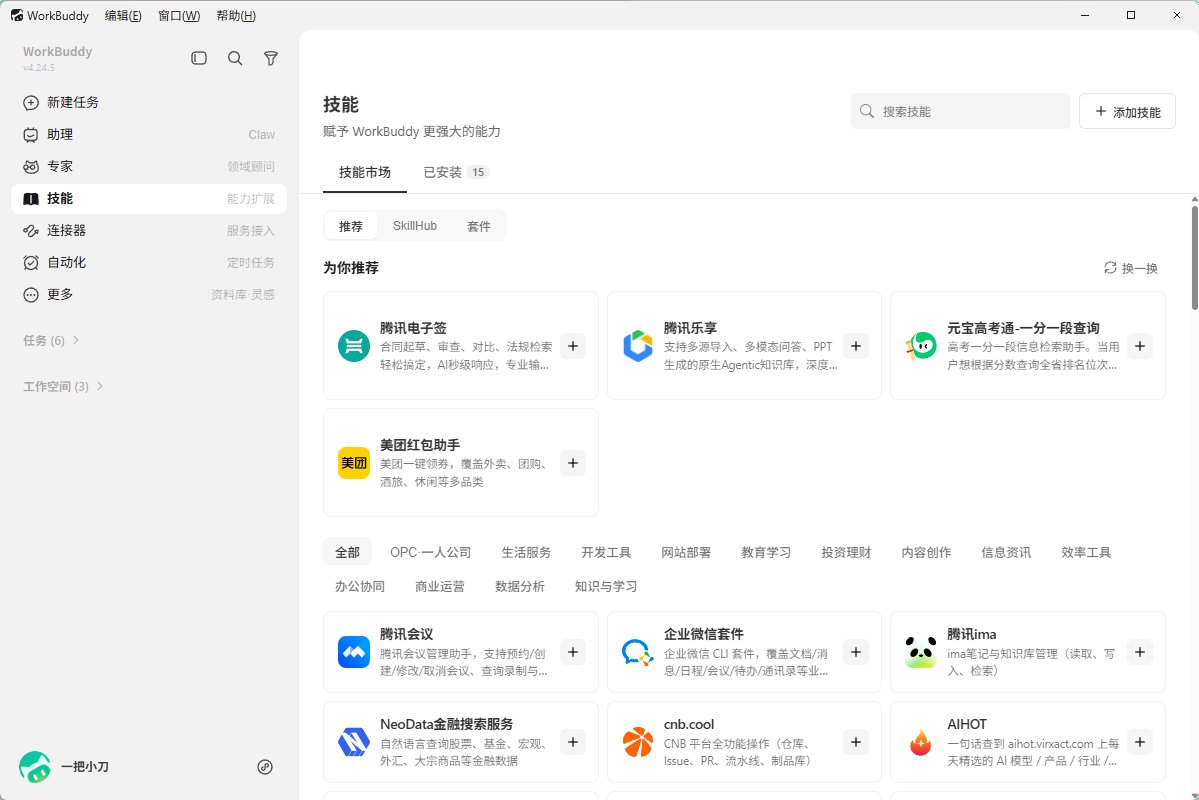 WorkBuddy 编辑(E) 窗口(W) 帮助(H)
WorkBuddy
v4.24.5
新建任务
助理 Claw
专家 领域顾问
技能 能力扩展
连接器 服务接入
自动化 定时任务
更多 资料库·灵感
任务 (6)
工作空间 (3)
一把小刀
技能
赋予 WorkBuddy 更强大的能力
搜索技能
添加技能
技能市场 已安装 15
推荐 SkillHub 套件
为你推荐 换一换
腾讯电子签
合同起草、审查、对比、法规检索
轻松搞定，AI秒级响应，专业输...
腾讯乐享
支持多源导入、多模态问答、PPT
生成的原生Agentic知识库，深度...
元宝高考通-一分一段查询
高考一分一段信息检索助手。当用
户想根据分数查询全省排名位次...
美团
美团红包助手
美团一键领券，覆盖外卖、团购、
酒旅、休闲等多品类
全部 OPC·一人公司 生活服务 开发工具 网站部署 教育学习 投资理财 内容创作 信息资讯 效率工具
办公协同 商业运营 数据分析 知识与学习
腾讯会议
腾讯会议管理助手，支持预约/创
建/修改/取消会议、查询录制与...
企业微信套件
企业微信 CLI 套件，覆盖文档/消
息/日程/会议/待办/通讯录等业...
腾讯ima
ima笔记与知识库管理（读取、写
入、检索）
NeoData金融搜索服务
自然语言查询股票、基金、宏观、
外汇、大宗商品等金融数据
cnb.cool
CNB 平台全功能操作（仓库、
Issue、PR、流水线、制品库）
AIHOT
一句话查到 aihot.virxact.com 上每
天精选的 AI 模型 / 产品 / 行业 /...